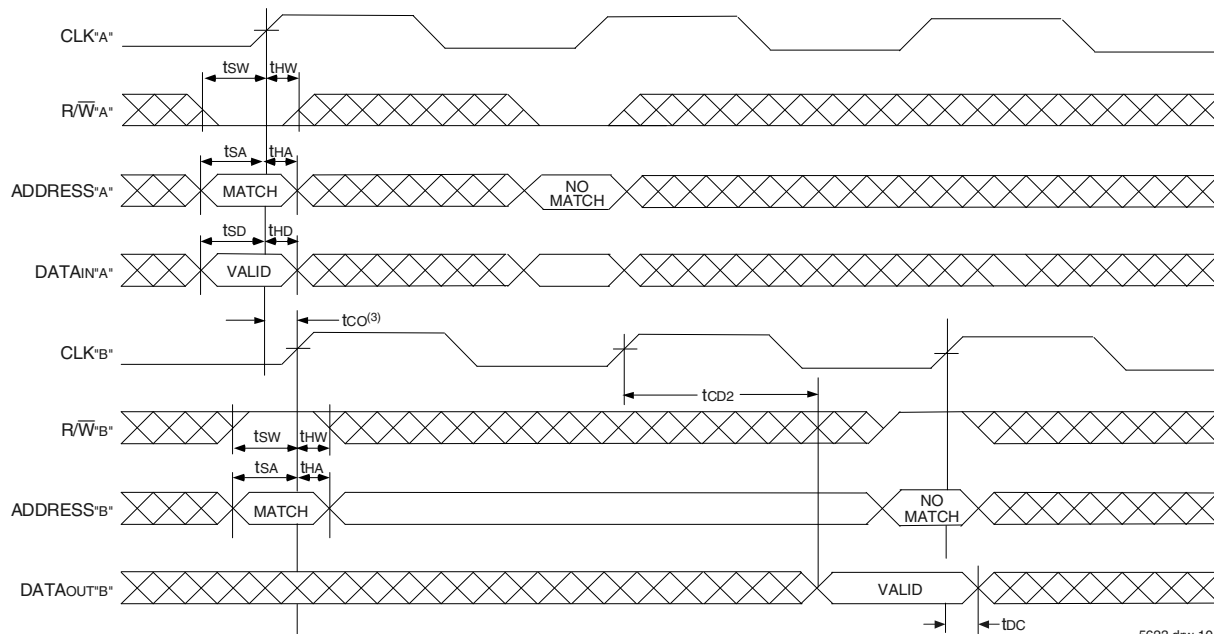 CLK"A"
tSW tHW
R/W̅"A"
tSA tHA
ADDRESS"A" MATCH NO MATCH
tSD tHD
DATAIN"A" VALID
tCO(3)
CLK"B"
tCD2
R/W̅"B"
tSW tHW
tSA tHA
ADDRESS"B" MATCH NO MATCH
DATAOUT"B" VALID
tDC